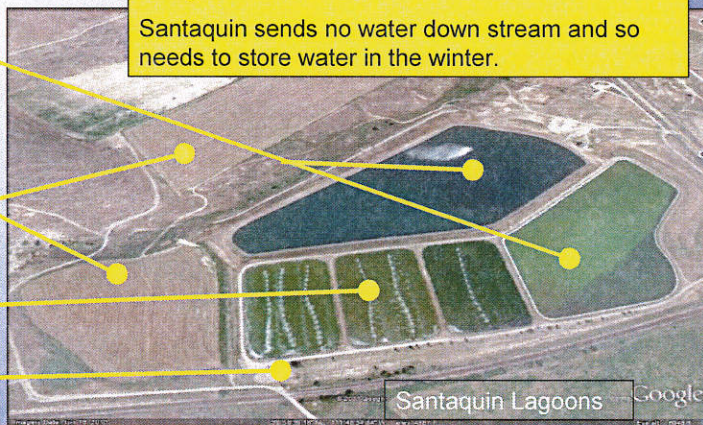 Santaquin sends no water down stream and so
needs to store water in the winter.
Santaquin Lagoons
Google